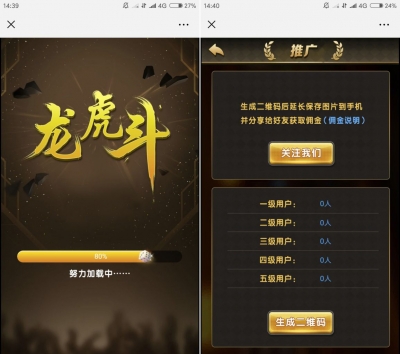 14:39
4G 27%
龙虎斗
80%
努力加载中……
14:40
4G 24%
推广
生成二维码后延长保存图片到手机
并分享给好友获取佣金(佣金说明)
关注我们
一级用户: 0人
二级用户: 0人
三级用户: 0人
四级用户: 0人
五级用户: 0人
生成二维码